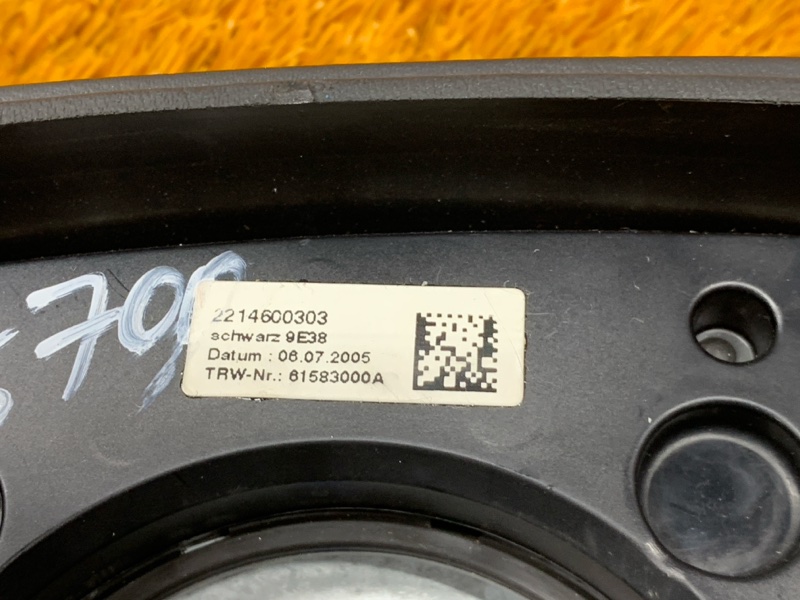 2214600303
schwarz 9E38
Datum : 06.07.2005
TRW-Nr.: 61583000A